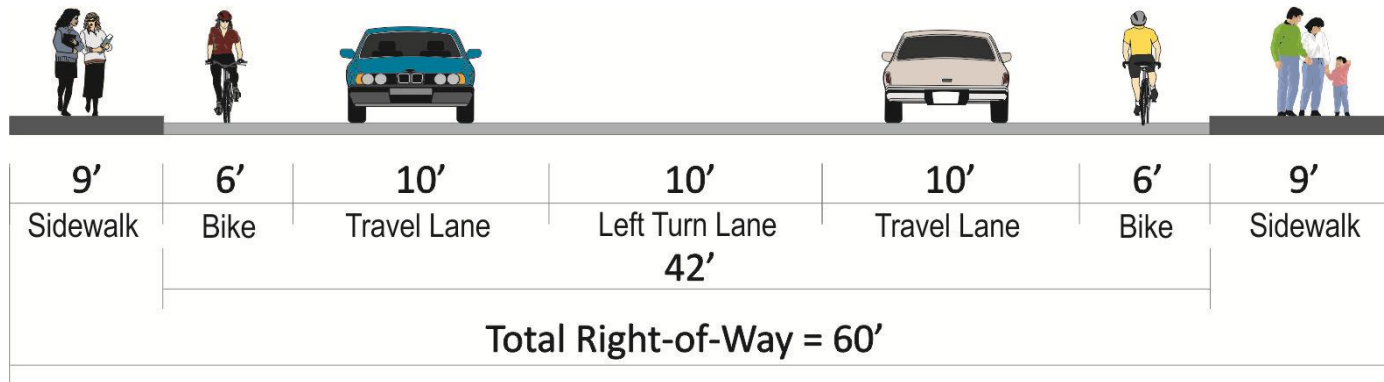 9’ 6’ 10’ 10’ 10’ 6’ 9’
Sidewalk Bike Travel Lane Left Turn Lane Travel Lane Bike Sidewalk
42’
Total Right-of-Way = 60’